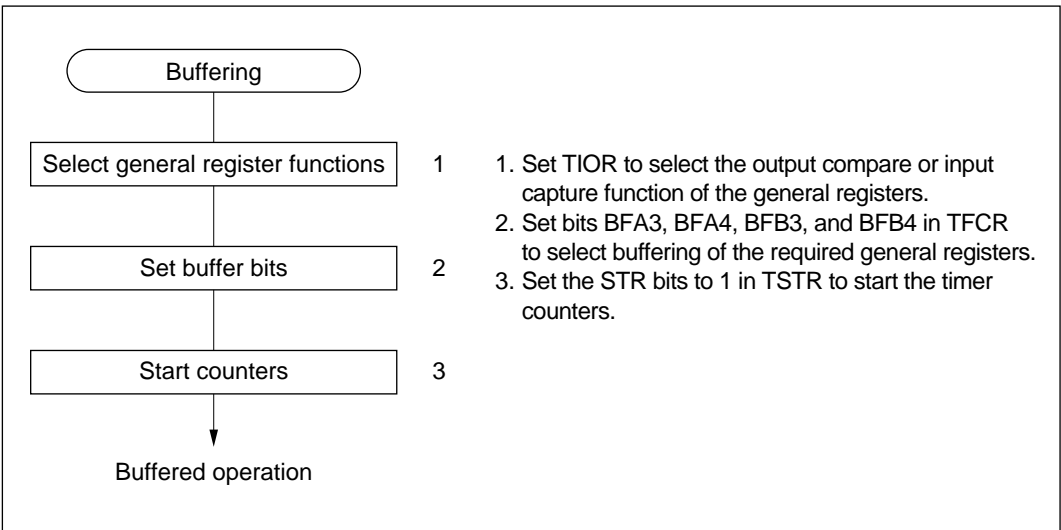 Buffering
Select general register functions 1
Set buffer bits 2
Start counters 3
Buffered operation
1. Set TIOR to select the output compare or input
capture function of the general registers.
2. Set bits BFA3, BFA4, BFB3, and BFB4 in TFCR
to select buffering of the required general registers.
3. Set the STR bits to 1 in TSTR to start the timer
counters.